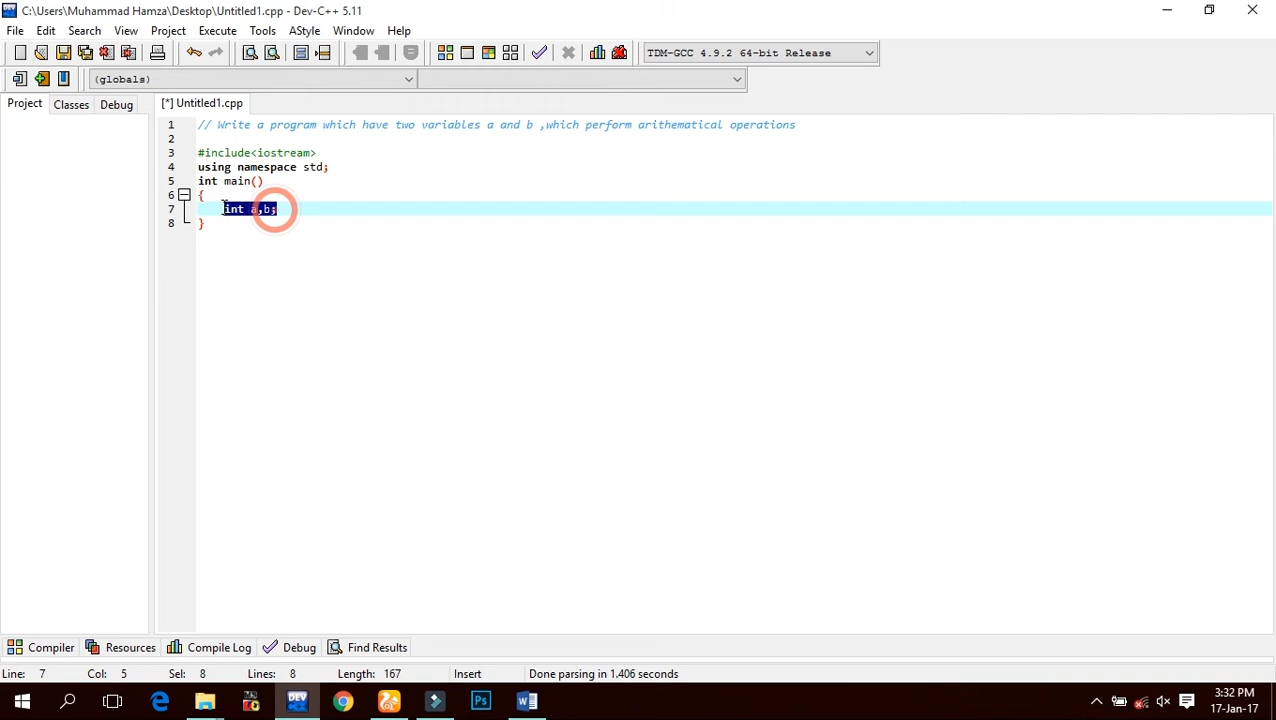 C:\Users\Muhammad Hamza\Desktop\Untitled1.cpp - Dev-C++ 5.11
File Edit Search View Project Execute Tools AStyle Window Help
TDM-GCC 4.9.2 64-bit Release
(globals)
Project Classes Debug [*] Untitled1.cpp
1 // Write a program which have two variables a and b ,which perform arithematical operations
2
3 #include<iostream>
4 using namespace std;
5 int main()
6 {
7 int a,b;
8 }
Compiler Resources Compile Log Debug Find Results
Line: 7 Col: 5 Sel: 8 Lines: 8 Length: 167 Insert Done parsing in 1.406 seconds
DEV
Ps
W
3:32 PM
17-Jan-17